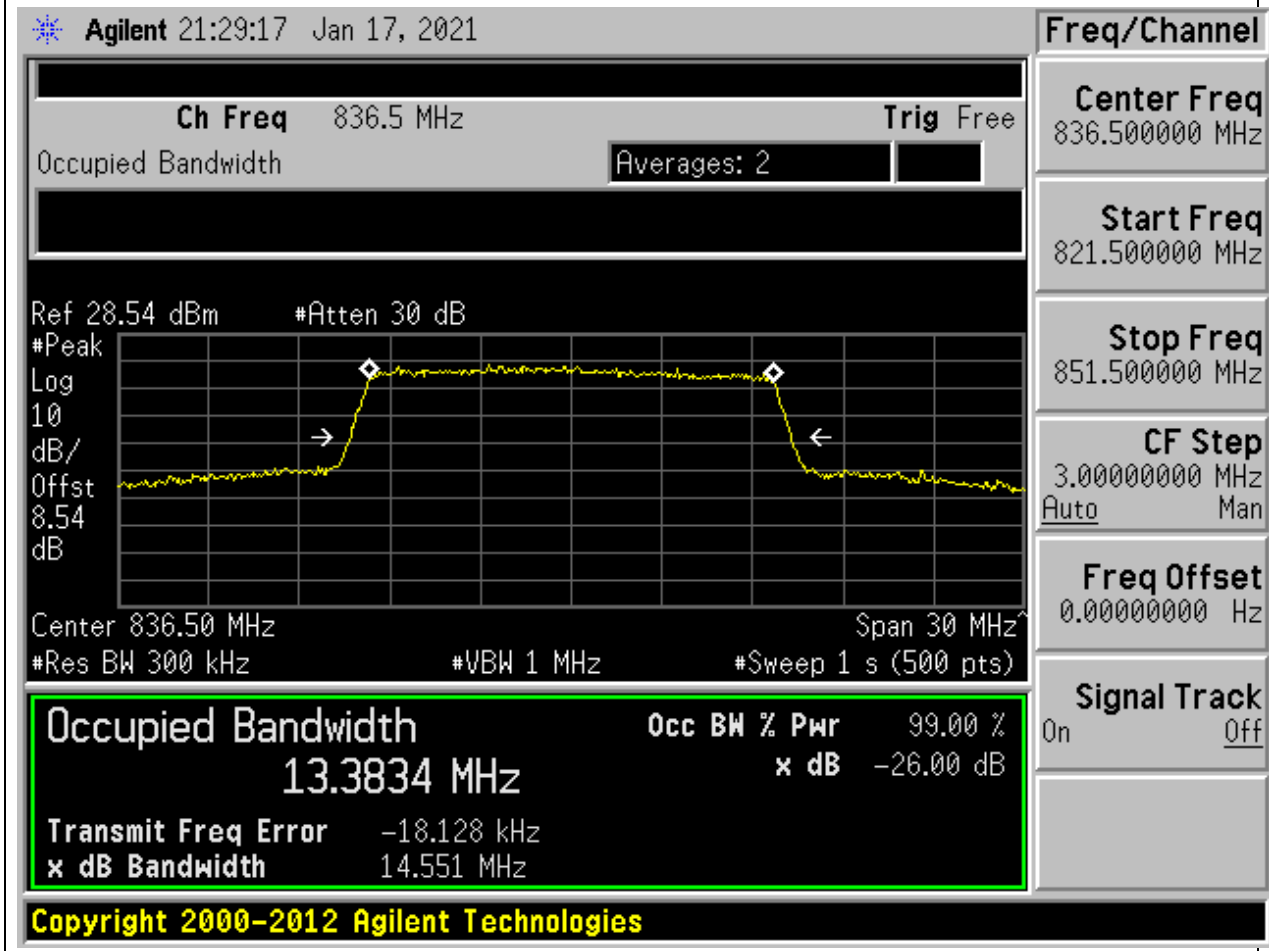 Agilent 21:29:17 Jan 17, 2021
Freq/Channel
Ch Freq 836.5 MHz Trig Free
Occupied Bandwidth Averages: 2
Ref 28.54 dBm #Atten 30 dB
#Peak
Log
10
dB/
Offst
8.54
dB
Center 836.50 MHz Span 30 MHz^
#Res BW 300 kHz #VBW 1 MHz #Sweep 1 s (500 pts)
Occupied Bandwidth Occ BW % Pwr 99.00 %
13.3834 MHz x dB -26.00 dB
Transmit Freq Error -18.128 kHz
x dB Bandwidth 14.551 MHz
Center Freq
836.500000 MHz
Start Freq
821.500000 MHz
Stop Freq
851.500000 MHz
CF Step
3.00000000 MHz
Auto Man
Freq Offset
0.00000000 Hz
Signal Track
On Off
Copyright 2000-2012 Agilent Technologies